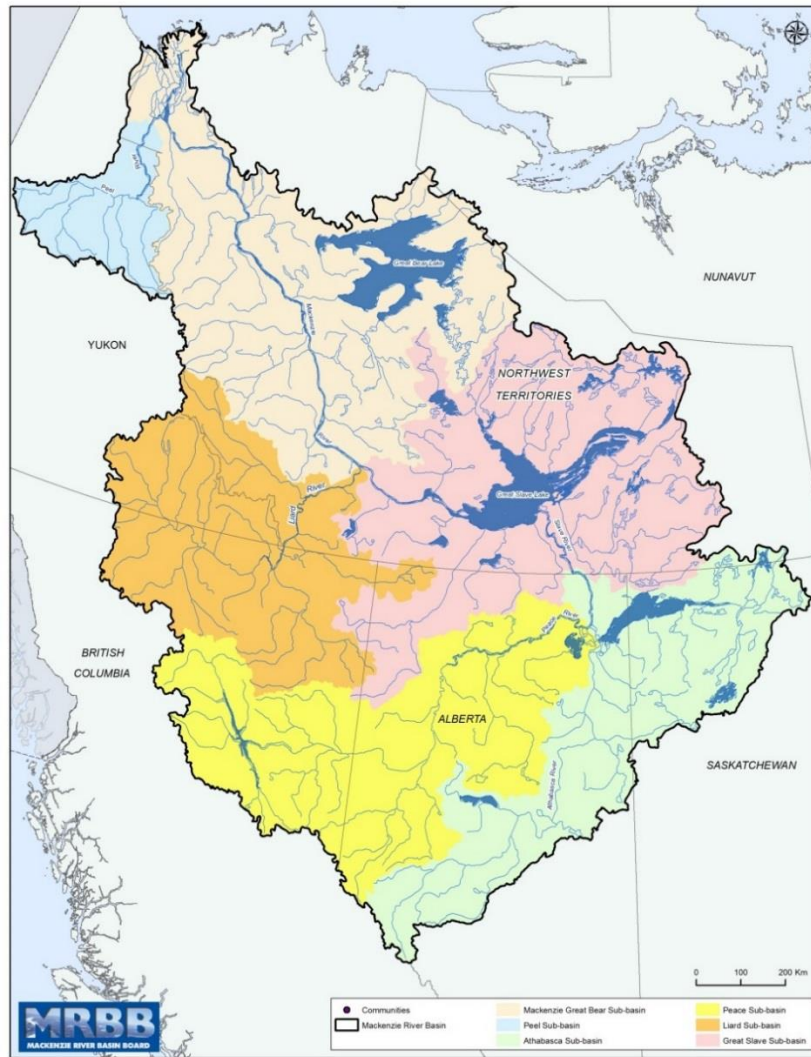 N
River
Peel
Great Bear Lake
NUNAVUT
YUKON
Mackenzie
NORTHWEST
TERRITORIES
River
Great Slave Lake
River
Liard
Slave River
Peace River
BRITISH
COLUMBIA
ALBERTA
SASKATCHEWAN
Athabasca River
0 100 200 Km
MRBB
MACKENZIE RIVER BASIN BOARD
Communities
Mackenzie River Basin
Mackenzie Great Bear Sub-basin
Peel Sub-basin
Athabasca Sub-basin
Peace Sub-basin
Liard Sub-basin
Great Slave Sub-basin